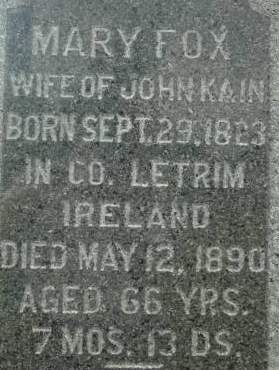 MARY FOX
WIFE OF JOHN KAIN
BORN SEPT. 29, 1823
IN CO. LETRIM
IRELAND
DIED MAY 12, 1890
AGED 66 YRS.
7 MOS. 13 DS.